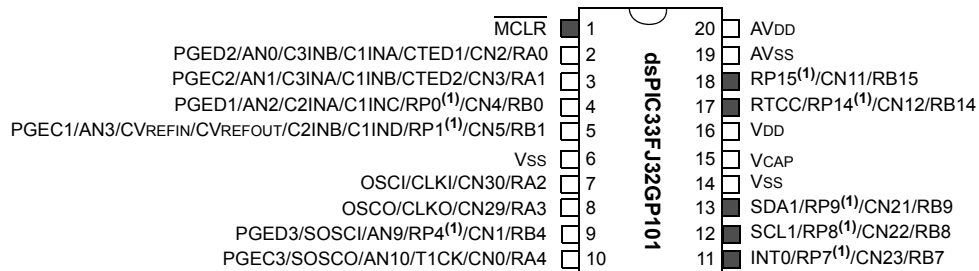 MCLR 1 20 AVDD
PGED2/AN0/C3INB/C1INA/CTED1/CN2/RA0 2 19 AVSS
PGEC2/AN1/C3INA/C1INB/CTED2/CN3/RA1 3 18 RP15(1)/CN11/RB15
PGED1/AN2/C2INA/C1INC/RP0(1)/CN4/RB0 4 17 RTCC/RP14(1)/CN12/RB14
PGEC1/AN3/CVREFIN/CVREFOUT/C2INB/C1IND/RP1(1)/CN5/RB1 5 16 VDD
VSS 6 15 VCAP
OSCI/CLKI/CN30/RA2 7 14 VSS
OSCO/CLKO/CN29/RA3 8 13 SDA1/RP9(1)/CN21/RB9
PGED3/SOSCI/AN9/RP4(1)/CN1/RB4 9 12 SCL1/RP8(1)/CN22/RB8
PGEC3/SOSCO/AN10/T1CK/CN0/RA4 10 11 INT0/RP7(1)/CN23/RB7
dsPIC33FJ32GP101